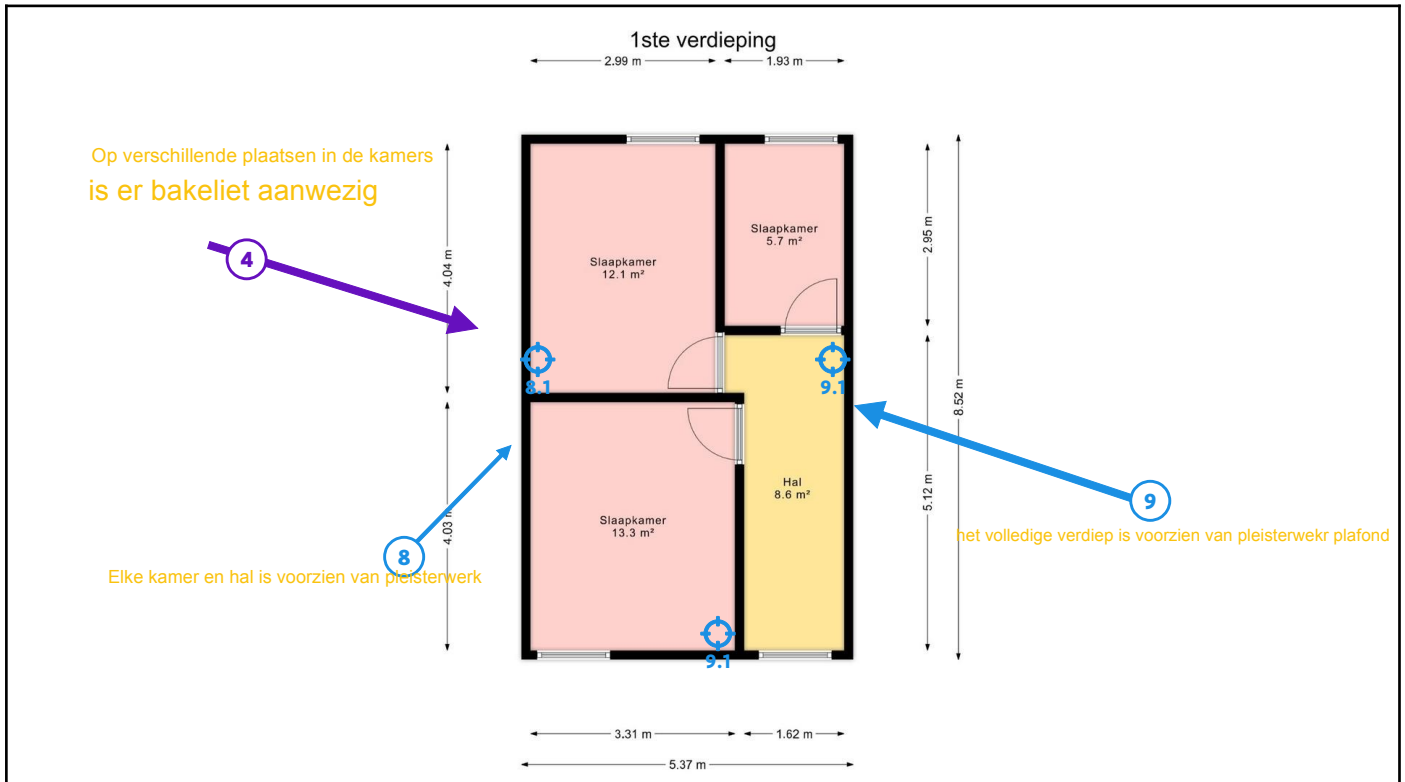 1ste verdieping
2.99 m
1.93 m
Op verschillende plaatsen in de kamers
is er bakeliet aanwezig
4
4.04 m
Slaapkamer
12.1 m²
Slaapkamer
5.7 m²
2.95 m
8.52 m
8.1
9.1
8
4.03 m
Elke kamer en hal is voorzien van pleisterwerk
Slaapkamer
13.3 m²
Hal
8.6 m²
5.12 m
9
het volledige verdiep is voorzien van pleisterwekr plafond
9.1
3.31 m
1.62 m
5.37 m